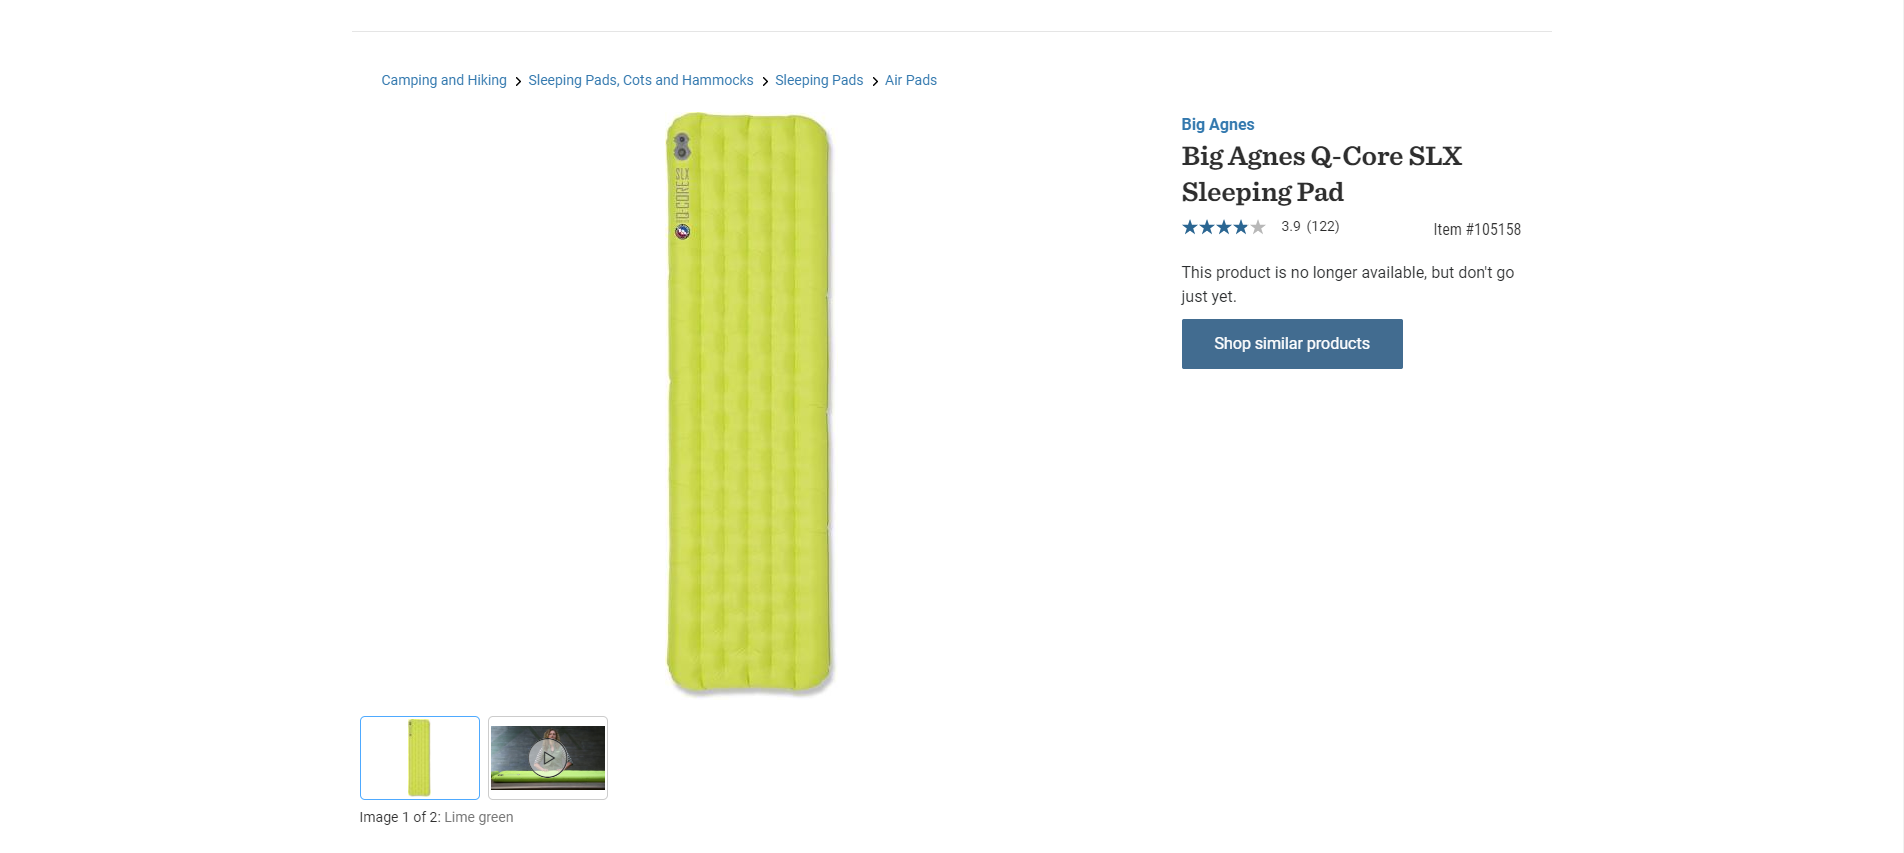 Camping and Hiking
Sleeping Pads, Cots and Hammocks
Sleeping Pads
Air Pads
SLX
Q-CORE
Big Agnes
Big Agnes Q-Core SLX
Sleeping Pad
3.9 (122)
Item #105158
This product is no longer available, but don't go
just yet.
Shop similar products
Image 1 of 2: Lime green